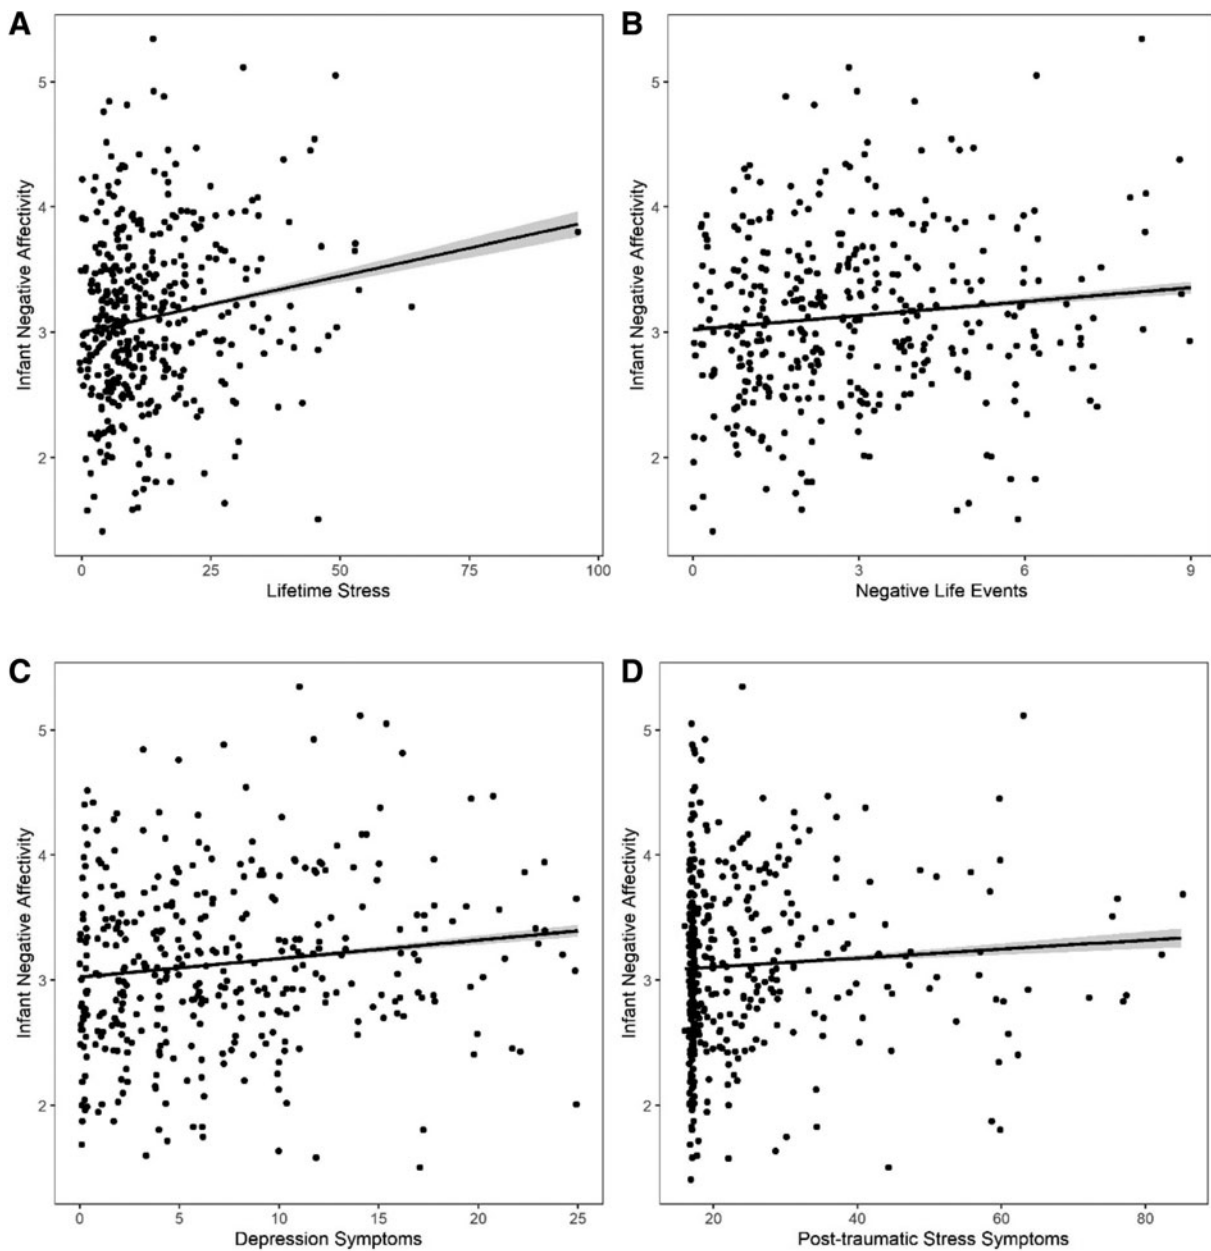 A
B
5
4
3
2
Infant Negative Affectivity
0 25 50 75 100
Lifetime Stress
5
4
3
2
Infant Negative Affectivity
0 3 6 9
Negative Life Events
C
D
5
4
3
2
Infant Negative Affectivity
0 5 10 15 20 25
Depression Symptoms
5
4
3
2
Infant Negative Affectivity
20 40 60 80
Post-traumatic Stress Symptoms